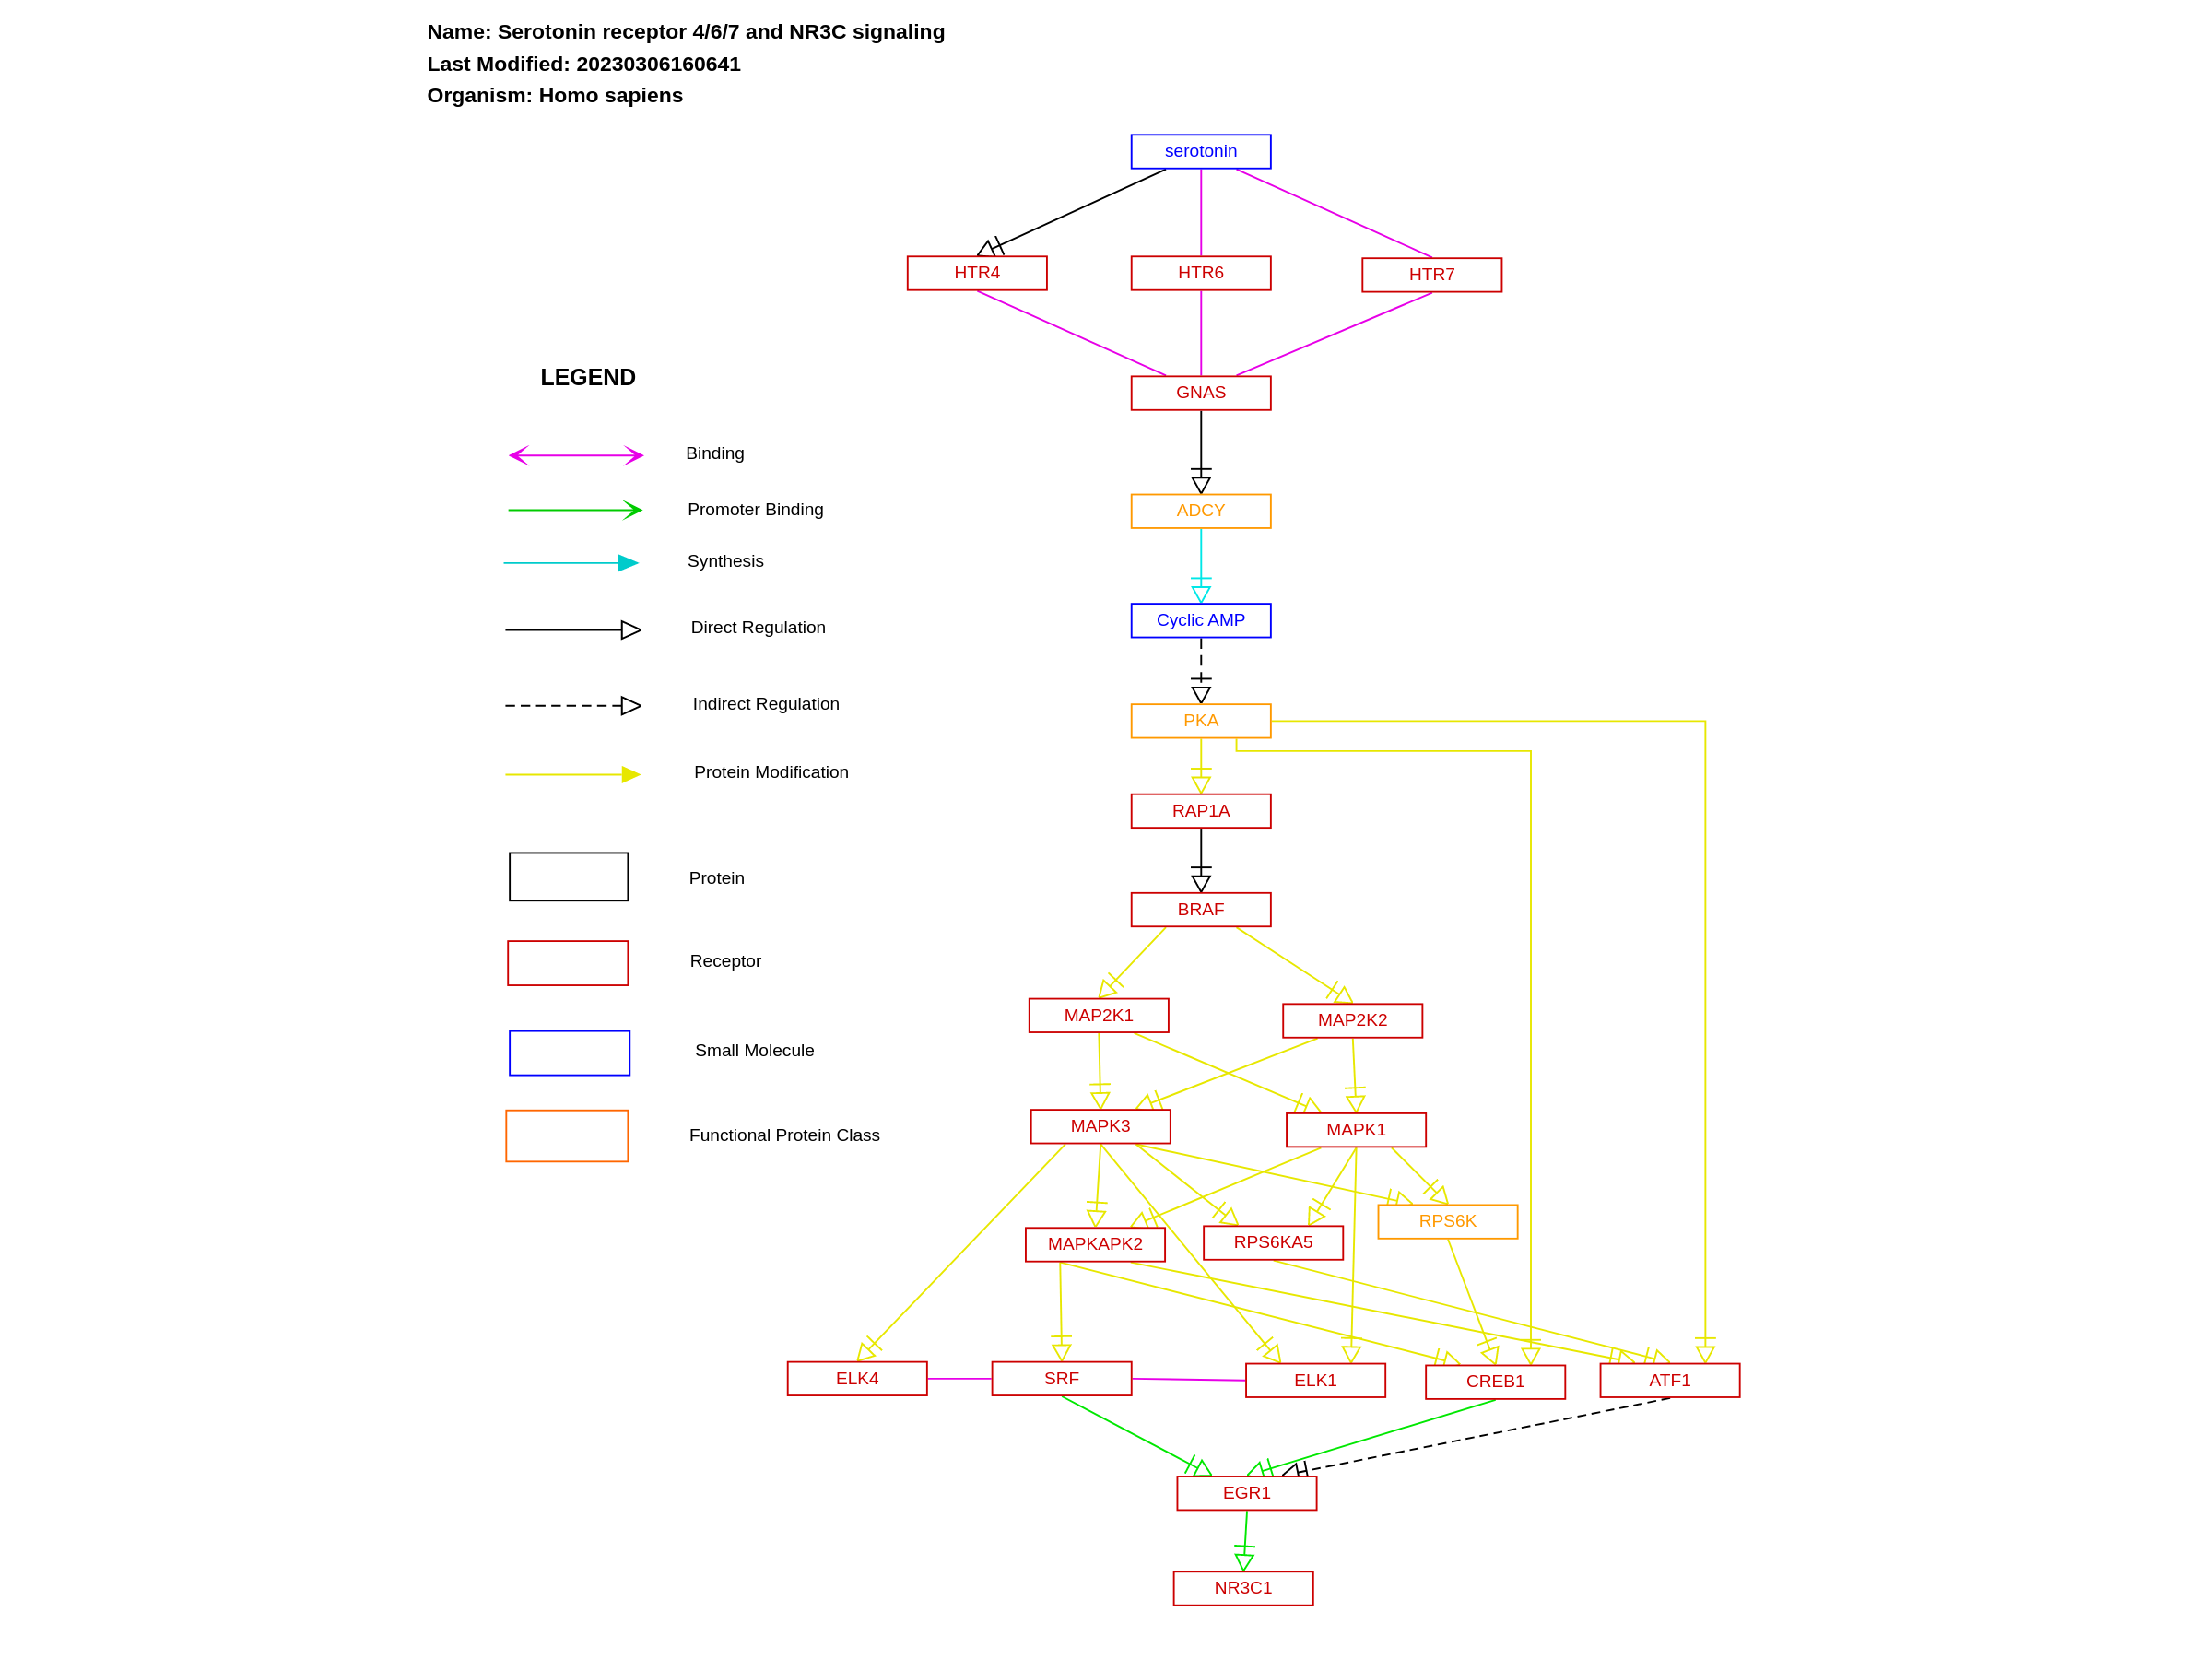 Name: Serotonin receptor 4/6/7 and NR3C signaling
Last Modified: 20230306160641
Organism: Homo sapiens
serotonin
HTR4
HTR6
HTR7
GNAS
ADCY
Cyclic AMP
PKA
RAP1A
BRAF
MAP2K1
MAP2K2
MAPK3
MAPK1
MAPKAPK2
RPS6KA5
RPS6K
ELK4
SRF
ELK1
CREB1
ATF1
EGR1
NR3C1
LEGEND
Binding
Promoter Binding
Synthesis
Direct Regulation
Indirect Regulation
Protein Modification
Protein
Receptor
Small Molecule
Functional Protein Class